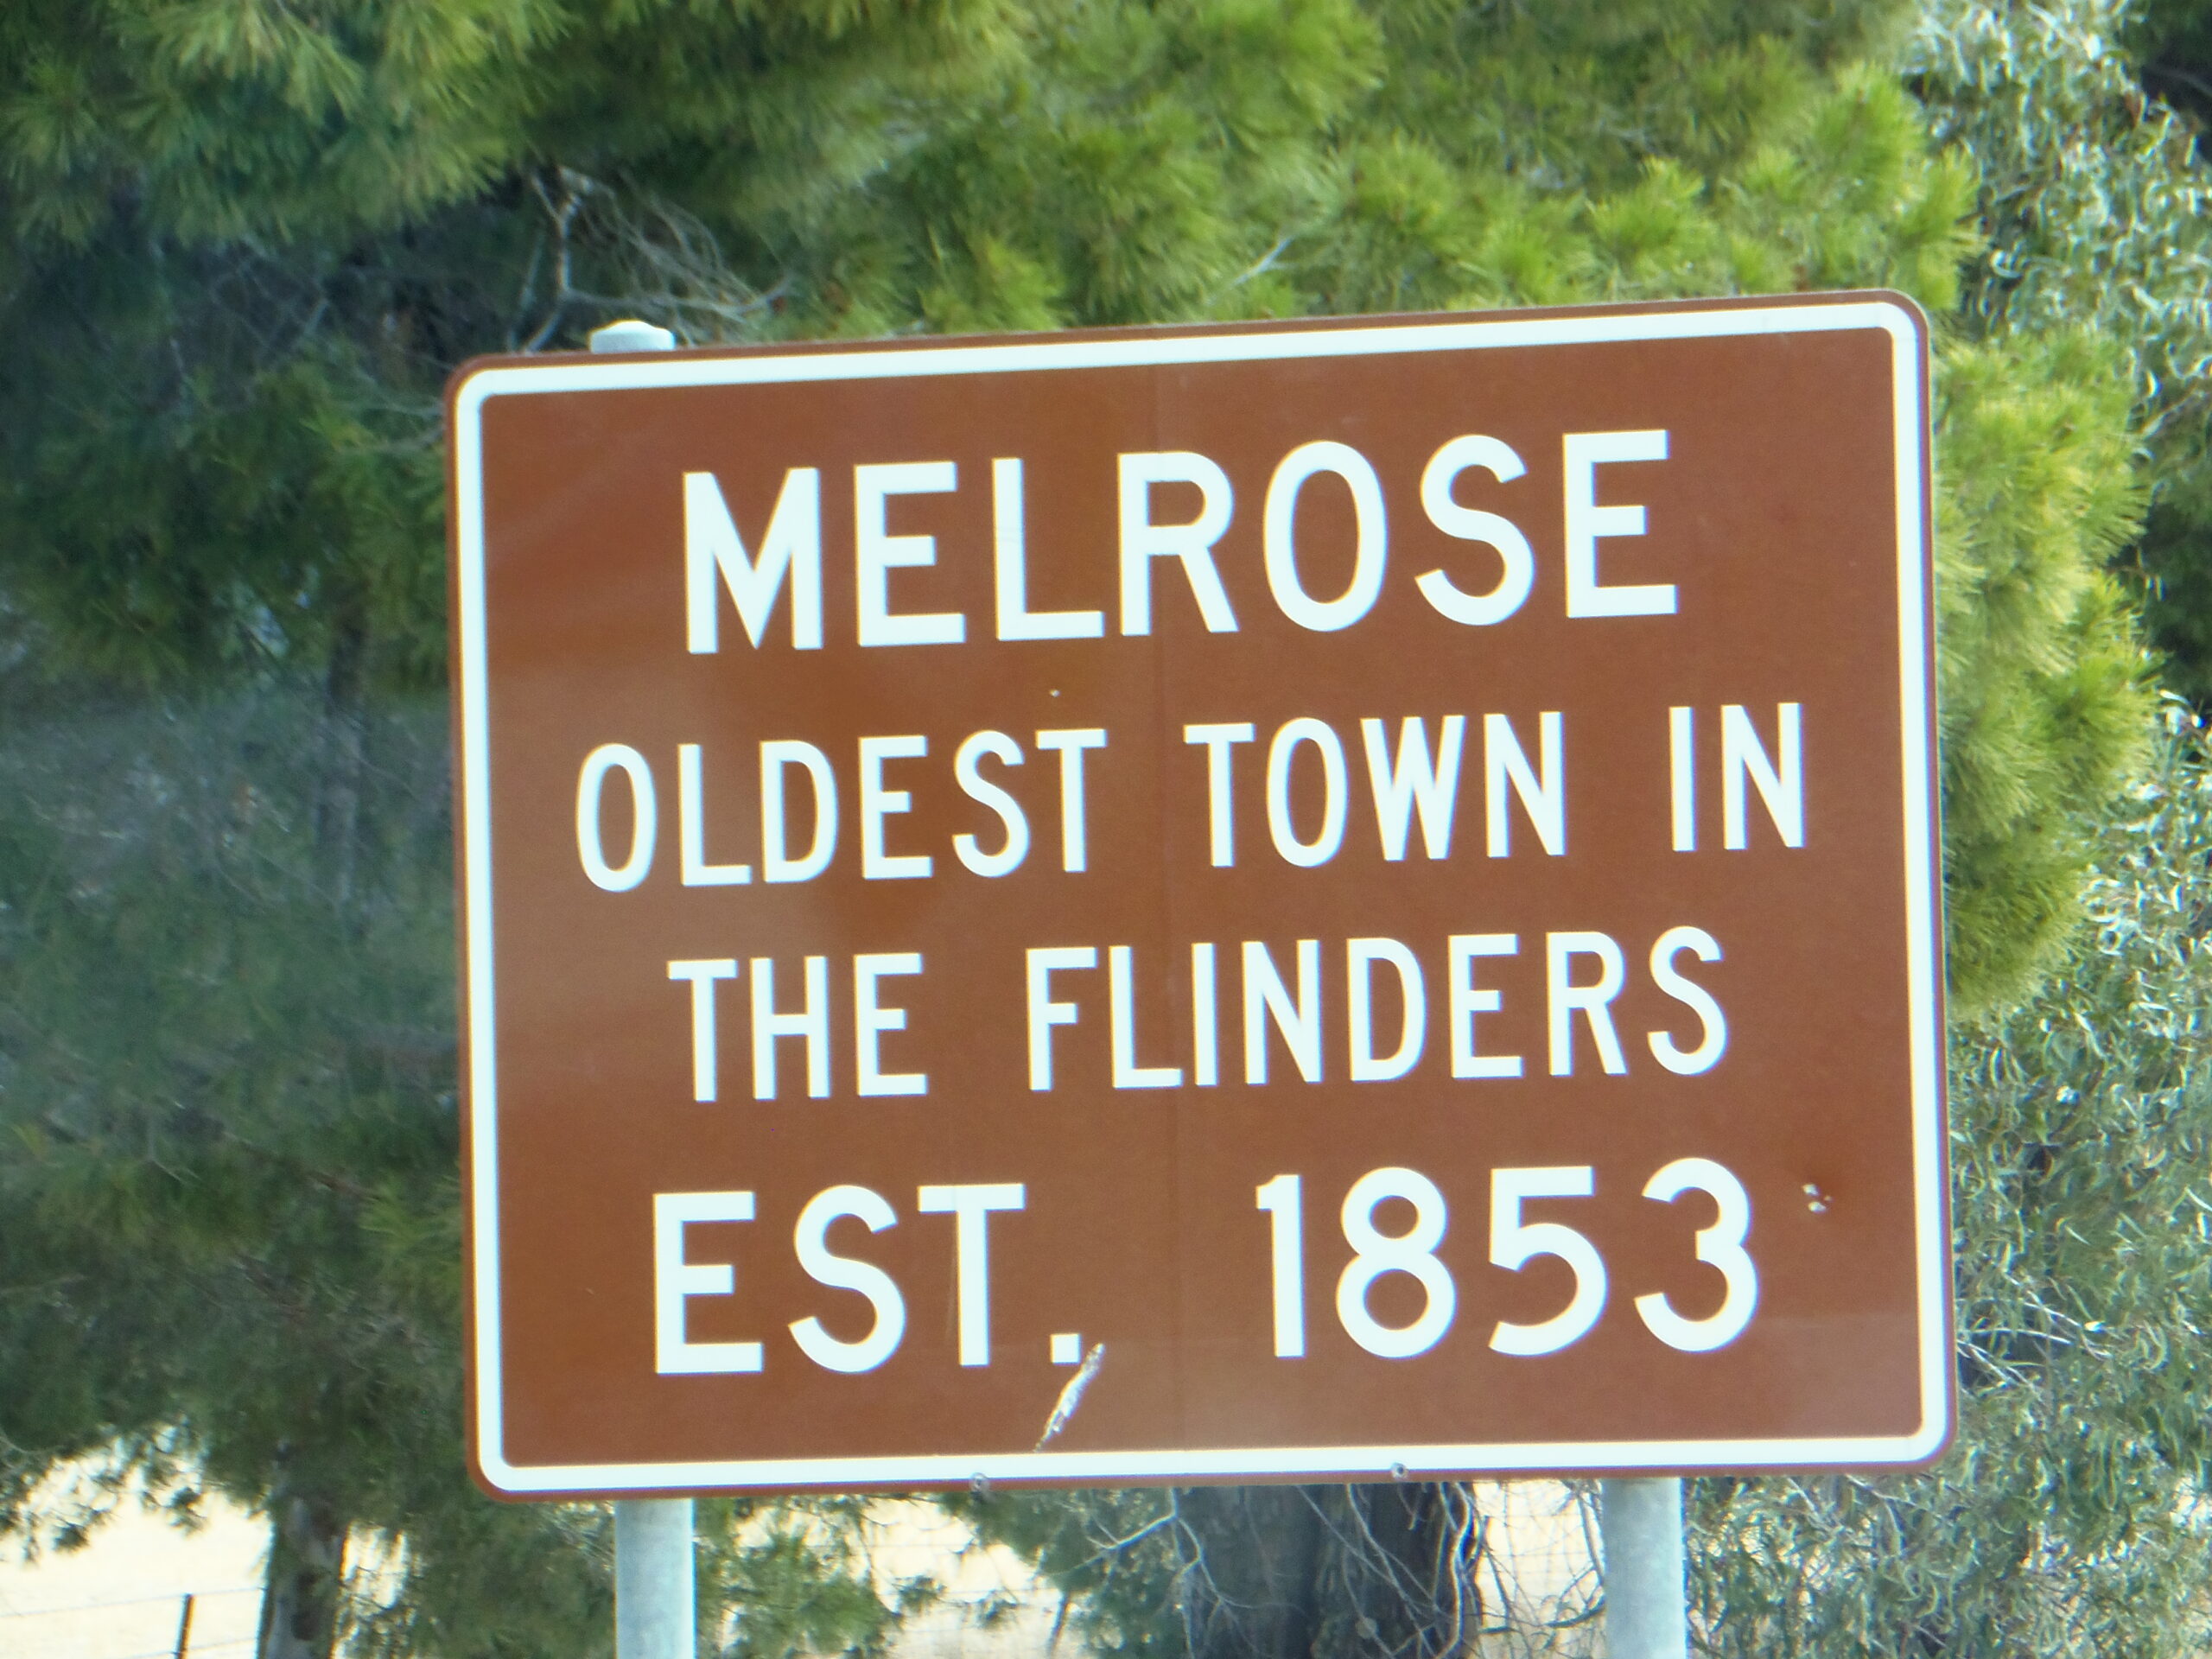 MELROSE
OLDEST TOWN IN
THE FLINDERS
EST. 1853